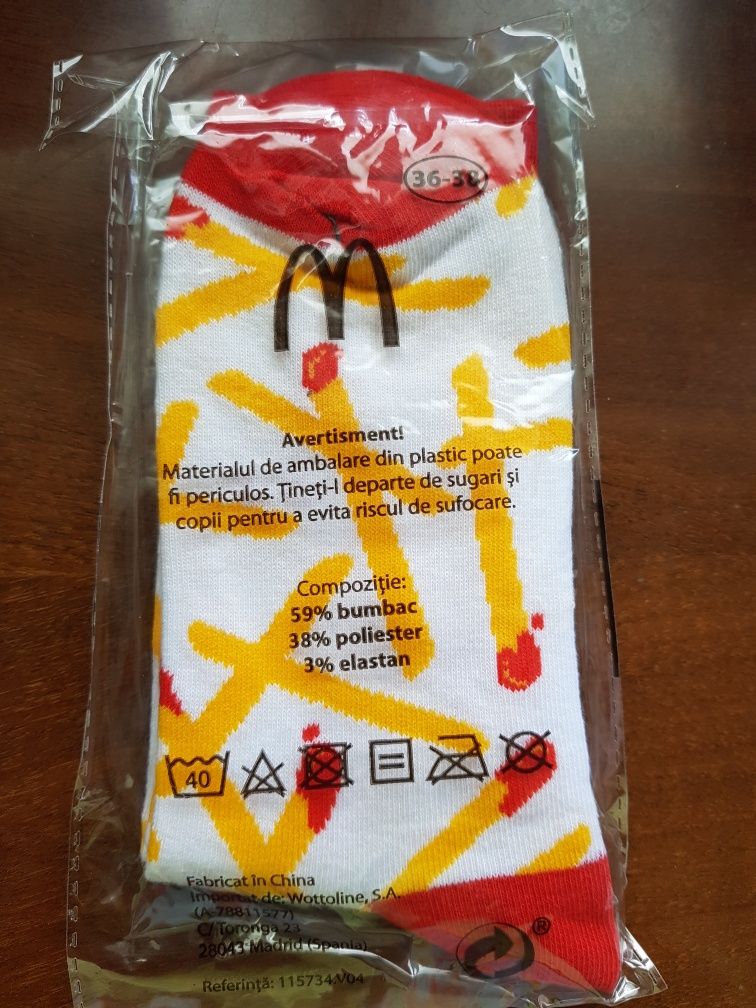 36-38
Avertisment!
Materialul de ambalare din plastic poate
fi periculos. Țineți-l departe de sugari și
copii pentru a evita riscul de sufocare.
Compoziție:
59% bumbac
38% poliester
3% elastan
40
Fabricat în China
Importat de: Wottoline, S.A.
(A-78811577)
C/ Toronga 23
28043 Madrid (Spania)
®
Referință: 115734.V04